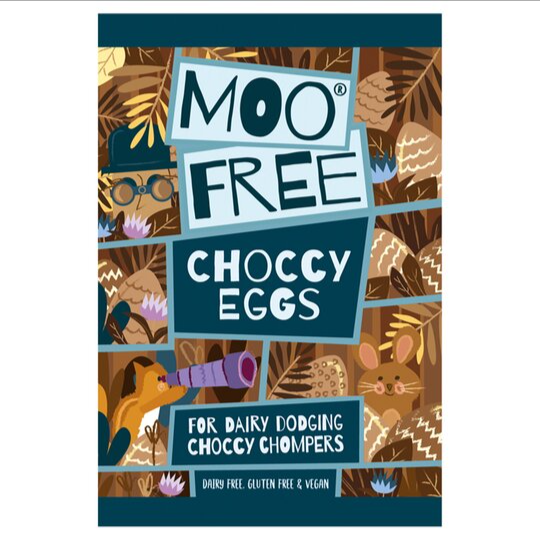 MOO®
FREE
CHOCCY
EGGS
FOR DAIRY DODGING
CHOCCY CHOMPERS
DAIRY FREE, GLUTEN FREE & VEGAN